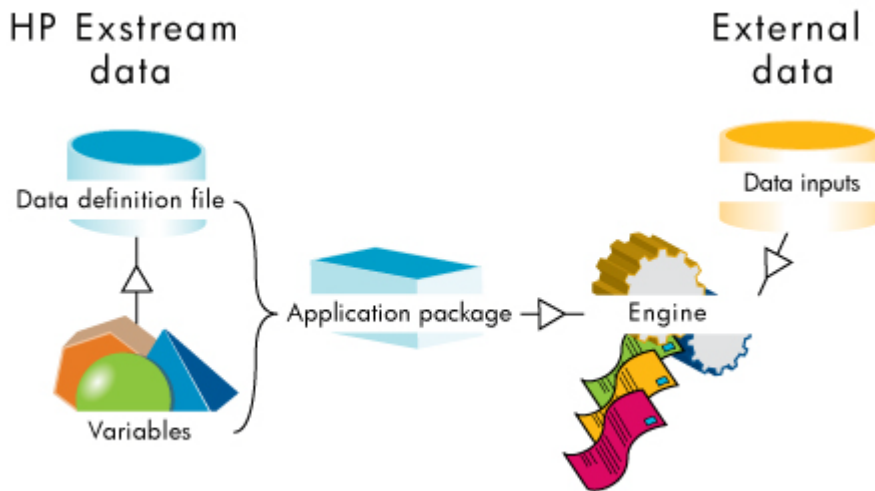 HP Exstream
data
External
data
Data definition file
Data inputs
Application package
Engine
Variables